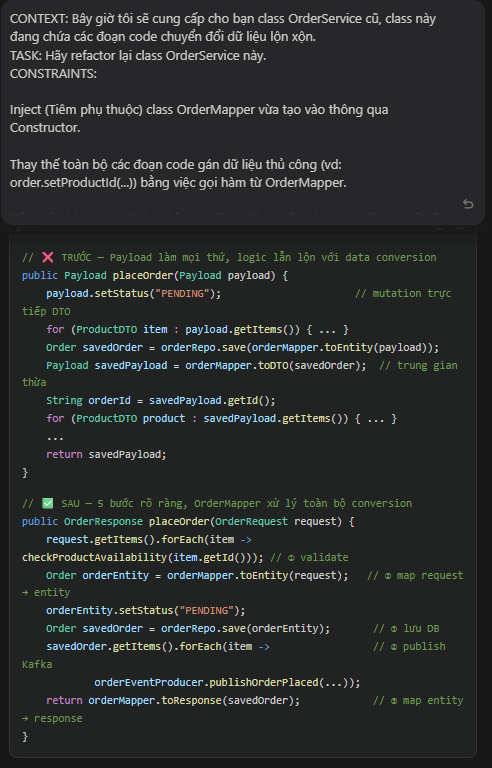 CONTEXT: Bây giờ tôi sẽ cung cấp cho bạn class OrderService cũ, class này
đang chứa các đoạn code chuyển đổi dữ liệu lộn xộn.
TASK: Hãy refactor lại class OrderService này.
CONSTRAINTS:
Inject (Tiêm phụ thuộc) class OrderMapper vừa tạo vào thông qua
Constructor.
Thay thế toàn bộ các đoạn code gán dữ liệu thủ công (vd:
order.setProductId(...)) bằng việc gọi hàm từ OrderMapper.
// ❌ TRƯỚC — Payload làm mọi thứ, logic lẫn lộn với data conversion
public Payload placeOrder(Payload payload) {
payload.setStatus("PENDING"); // mutation trực
tiếp DTO
for (ProductDTO item : payload.getItems()) { ... }
Order savedOrder = orderRepo.save(orderMapper.toEntity(payload));
Payload savedPayload = orderMapper.toDTO(savedOrder); // trung gian
thừa
String orderId = savedPayload.getId();
for (ProductDTO product : savedPayload.getItems()) { ... }
...
return savedPayload;
}
// ✅ SAU — 5 bước rõ ràng, OrderMapper xử lý toàn bộ conversion
public OrderResponse placeOrder(OrderRequest request) {
request.getItems().forEach(item ->
checkProductAvailability(item.getId())); // validate
Order orderEntity = orderMapper.toEntity(request); // map request
→ entity
orderEntity.setStatus("PENDING");
Order savedOrder = orderRepo.save(orderEntity); // lưu DB
savedOrder.getItems().forEach(item -> // publish
Kafka
orderEventProducer.publishOrderPlaced(...));
return orderMapper.toResponse(savedOrder); // map entity
→ response
}